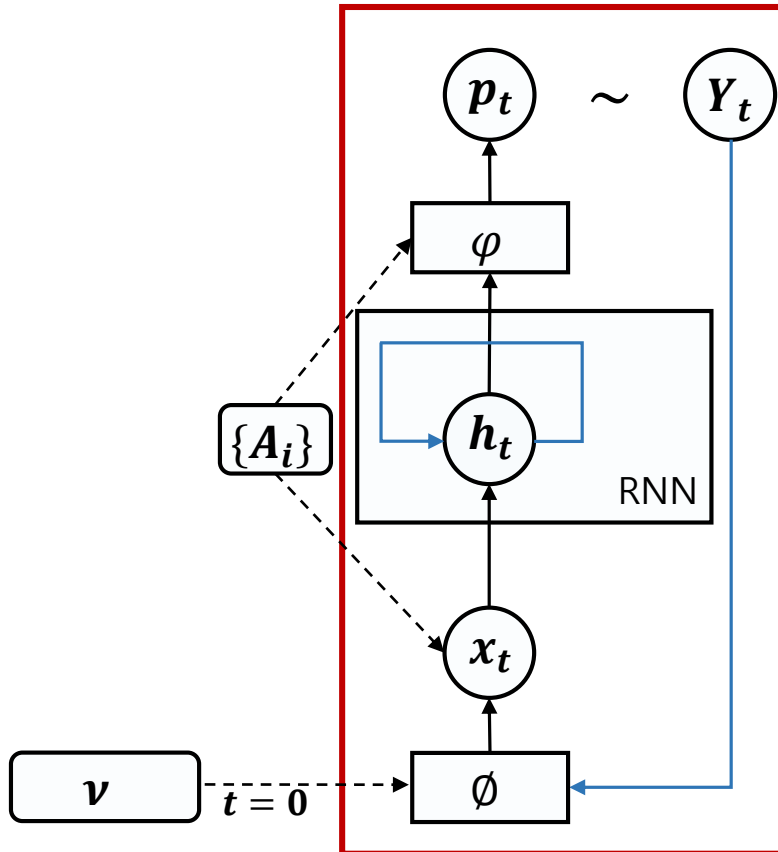 p_t ~ Y_t
φ
{A_i}
h_t
RNN
x_t
ν
t = 0
∅